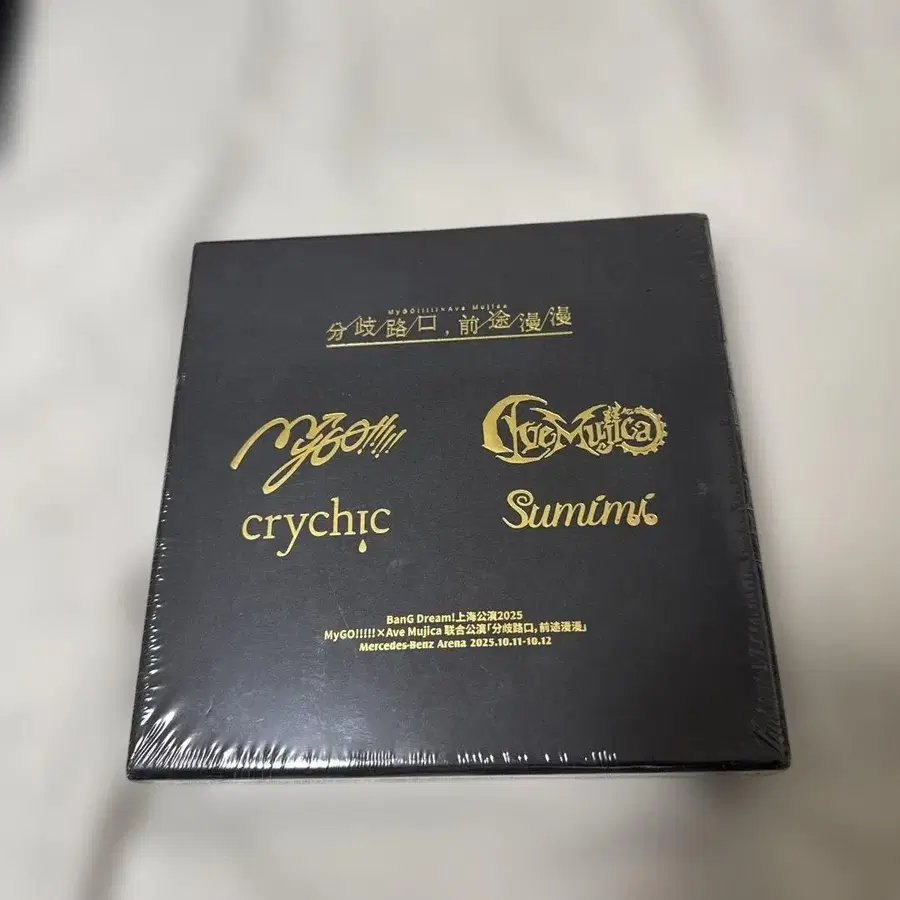 MyGO!!!!!×Ave Mujica
分歧路口，前途漫漫
MyGO!!!!!
Ave Mujica
crychic
Sumimi
BanG Dream!上海公演2025
MyGO!!!!!×Ave Mujica 联合公演「分歧路口，前途漫漫」
Mercedes-Benz Arena 2025.10.11-10.12